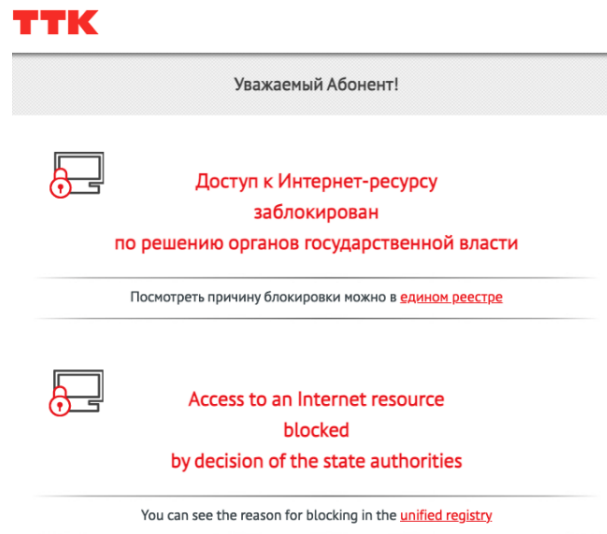 ТТК
Уважаемый Абонент!
Доступ к Интернет-ресурсу
заблокирован
по решению органов государственной власти
Посмотреть причину блокировки можно в едином реестре
Access to an Internet resource
blocked
by decision of the state authorities
You can see the reason for blocking in the unified registry